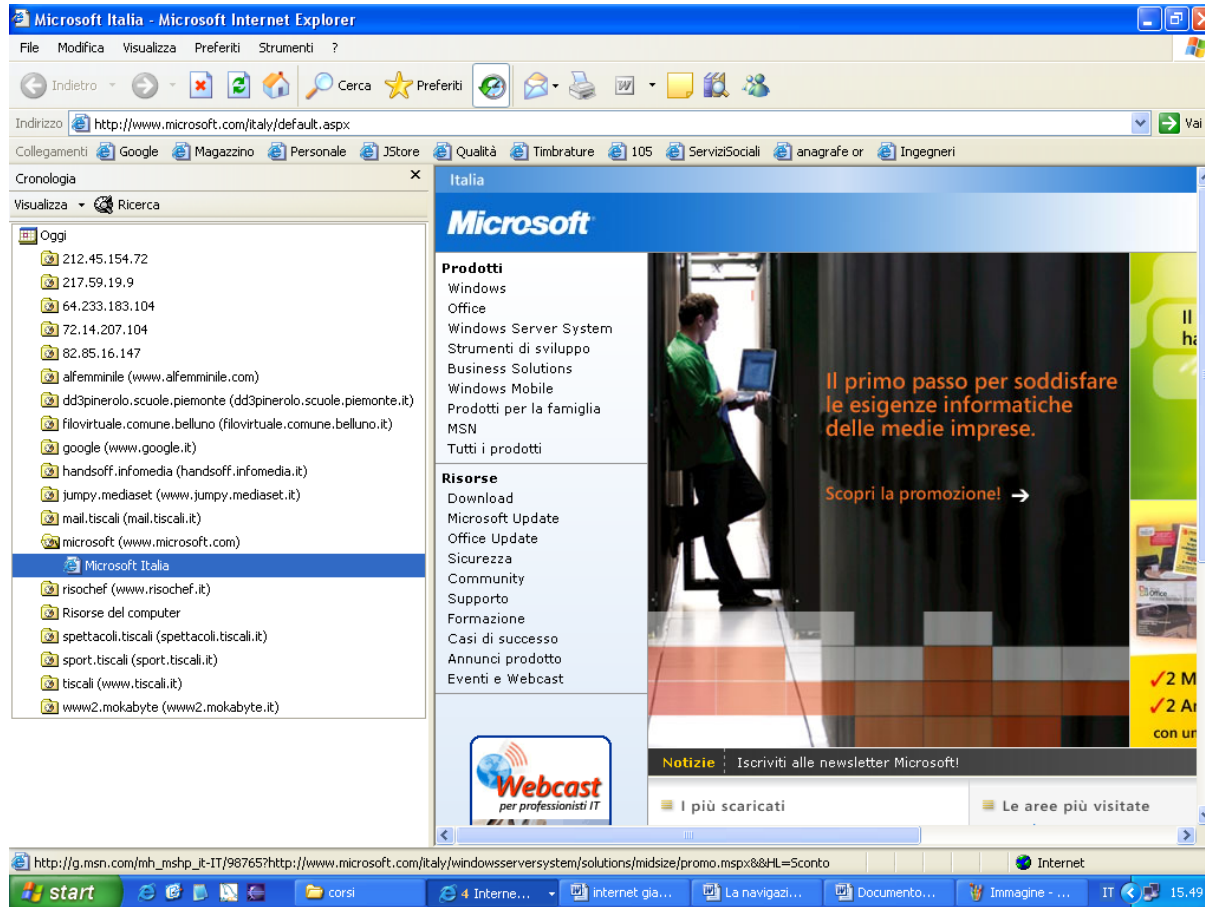 Microsoft Italia - Microsoft Internet Explorer
File Modifica Visualizza Preferiti Strumenti ?
Indietro Cerca Preferiti
Indirizzo http://www.microsoft.com/italy/default.aspx Vai
Collegamenti Google Magazzino Personale JStore Qualità Timbrature 105 ServiziSociali anagrafe or Ingegneri
Cronologia
Visualizza Ricerca
Oggi
212.45.154.72
217.59.19.9
64.233.183.104
72.14.207.104
82.85.16.147
alfemminile (www.alfemminile.com)
dd3pinerolo.scuole.piemonte (dd3pinerolo.scuole.piemonte.it)
filovirtuale.comune.belluno (filovirtuale.comune.belluno.it)
google (www.google.it)
handsoff.infomedia (handsoff.infomedia.it)
jumpy.mediaset (www.jumpy.mediaset.it)
mail.tiscali (mail.tiscali.it)
microsoft (www.microsoft.com)
Microsoft Italia
risochef (www.risochef.it)
Risorse del computer
spettacoli.tiscali (spettacoli.tiscali.it)
sport.tiscali (sport.tiscali.it)
tiscali (www.tiscali.it)
www2.mokabyte (www2.mokabyte.it)
Italia
Microsoft
Prodotti
Windows
Office
Windows Server System
Strumenti di sviluppo
Business Solutions
Windows Mobile
Prodotti per la famiglia
MSN
Tutti i prodotti
Risorse
Download
Microsoft Update
Office Update
Sicurezza
Community
Supporto
Formazione
Casi di successo
Annunci prodotto
Eventi e Webcast
Webcast
per professionisti IT
Il primo passo per soddisfare
le esigenze informatiche
delle medie imprese.
Scopri la promozione!
Il
ha
Office
2 M
2 Ar
con un
Notizie Iscriviti alle newsletter Microsoft!
I più scaricati
Le aree più visitate
http://g.msn.com/mh_mshp_it-IT/98765?http://www.microsoft.com/italy/windowsserversystem/solutions/midsize/promo.mspx&&HL=Sconto Internet
start corsi 4 Interne... internet gia... La navigazi... Documento... Immagine - ... IT 15.49